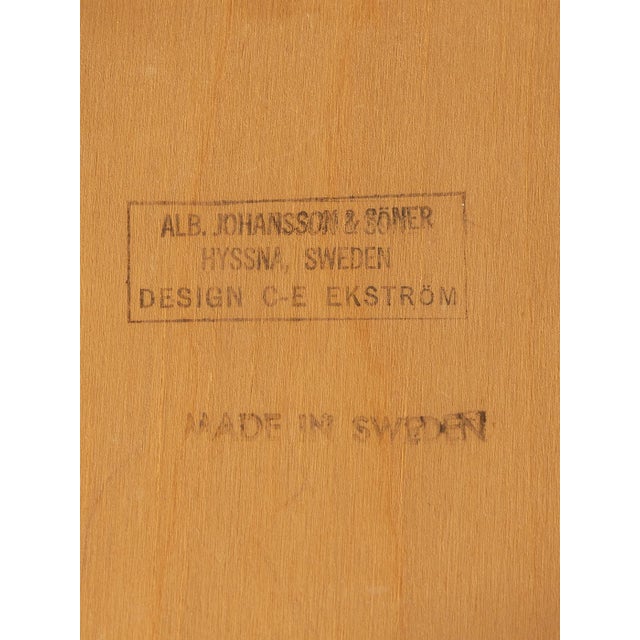 ALB. JOHANSSON & SÖNER
HYSSNA, SWEDEN
DESIGN C-E EKSTRÖM
MADE IN SWEDEN